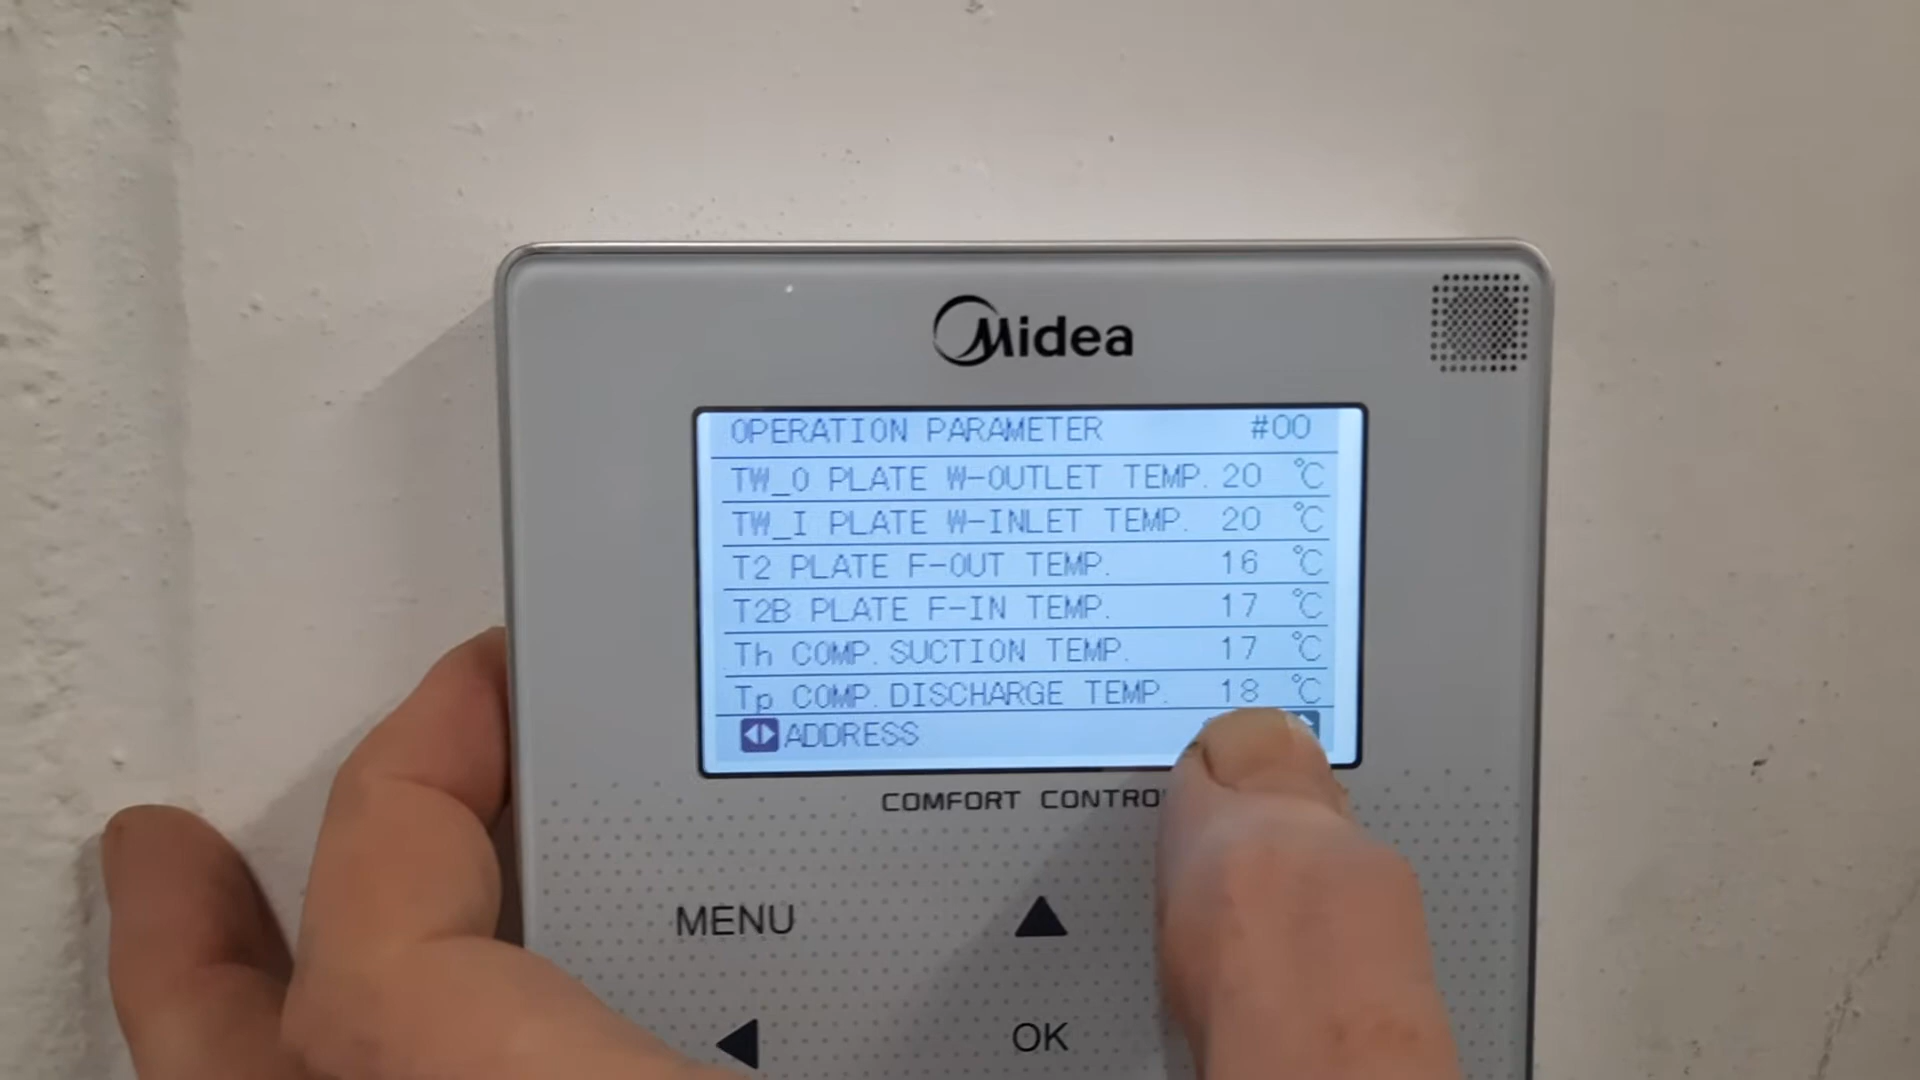 Midea
OPERATION PARAMETER #00
TW_O PLATE W-OUTLET TEMP. 20 ℃
TW_I PLATE W-INLET TEMP. 20 ℃
T2 PLATE F-OUT TEMP. 16 ℃
T2B PLATE F-IN TEMP. 17 ℃
Th COMP. SUCTION TEMP. 17 ℃
Tp COMP. DISCHARGE TEMP. 18 ℃
ADDRESS
COMFORT CONTRO
MENU
OK